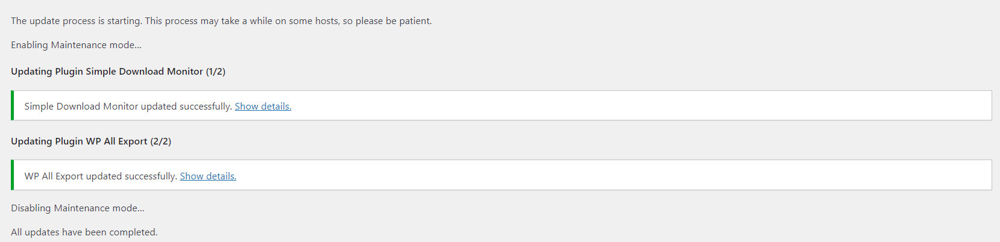 The update process is starting. This process may take a while on some hosts, so please be patient.
Enabling Maintenance mode...
Updating Plugin Simple Download Monitor (1/2)
Simple Download Monitor updated successfully. Show details.
Updating Plugin WP All Export (2/2)
WP All Export updated successfully. Show details.
Disabling Maintenance mode...
All updates have been completed.